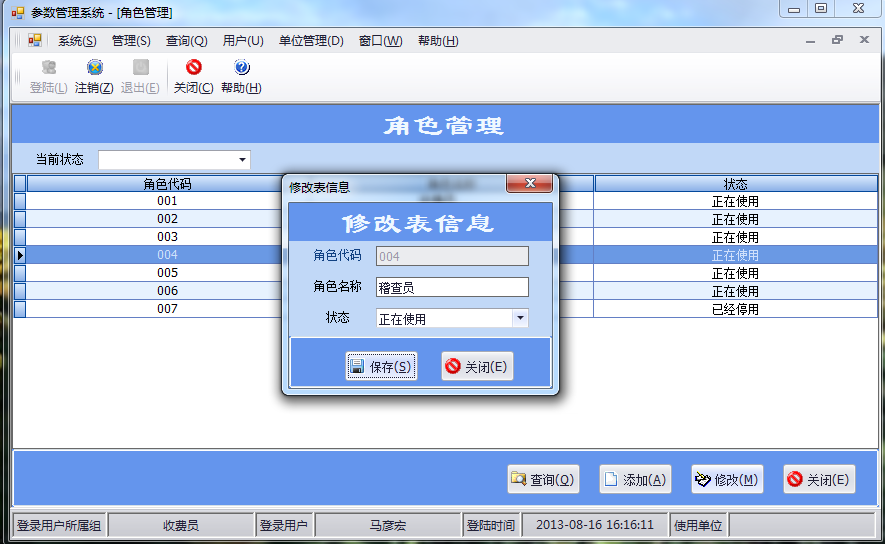 参数管理系统 - [角色管理]
系统(S) 管理(S) 查询(Q) 用户(U) 单位管理(D) 窗口(W) 帮助(H)
登陆(L) 注销(Z) 退出(E) 关闭(C) 帮助(H)
角色管理
当前状态
角色代码 状态
001 正在使用
002 正在使用
003 正在使用
004 正在使用
005 正在使用
006 正在使用
007 已经停用
修改表信息
修改表信息
角色代码 004
角色名称 稽查员
状态 正在使用
保存(S) 关闭(E)
查询(Q) 添加(A) 修改(M) 关闭(E)
登录用户所属组 收费员 登录用户 马彦宏 登陆时间 2013-08-16 16:16:11 使用单位